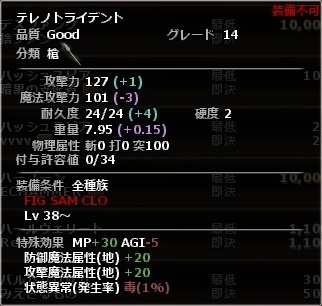 装備不可
テレノトライデント
品質 Good グレード 14
分類 槍
攻撃力 127 (+1)
魔法攻撃力 101 (-3)
耐久度 24/24 (+4) 硬度 2
重量 7.95 (+0.15)
物理属性 斬0 打0 突100
付与許容値 0/34
装備条件 全種族
FIG SAM CLO
Lv 38～
特殊効果 MP+30 AGI-5
防御魔法属性(地) +20
攻撃魔法属性(地) +20
状態異常(発生率) 毒(1%)